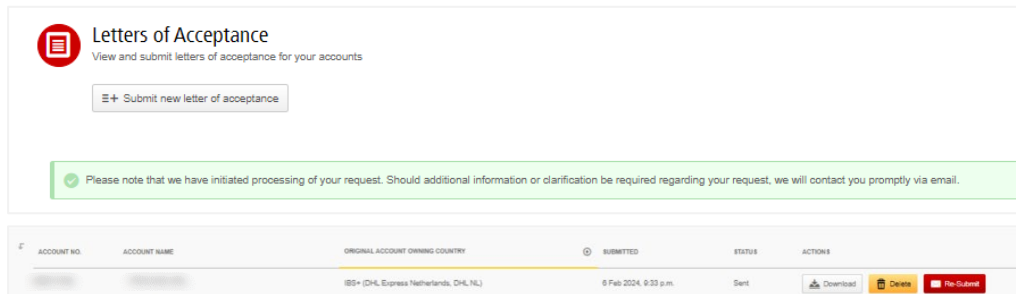 Letters of Acceptance
View and submit letters of acceptance for your accounts
Submit new letter of acceptance
Please note that we have initiated processing of your request. Should additional information or clarification be required regarding your request, we will contact you promptly via email.
ACCOUNT NO. ACCOUNT NAME ORIGINAL ACCOUNT OWNING COUNTRY SUBMITTED STATUS ACTIONS
IBS+ (DHL Express Netherlands, DHL NL) 6 Feb 2024, 9:33 p.m. Sent Download Delete Re-Submit